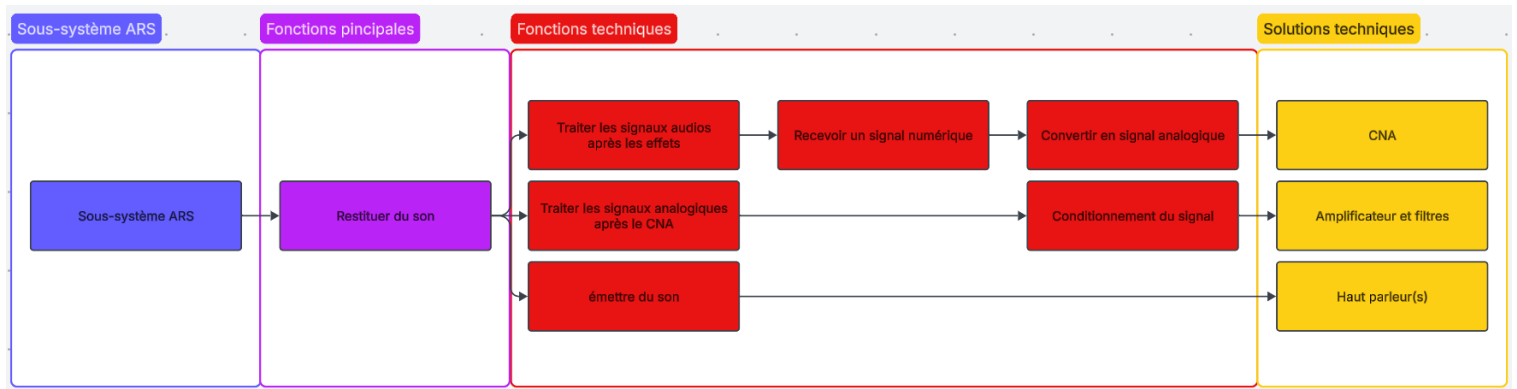 Sous-système ARS
Fonctions pincipales
Fonctions techniques
Solutions techniques
Traiter les signaux audios
après les effets
Recevoir un signal numérique
Convertir en signal analogique
CNA
Sous-système ARS
Restituer du son
Traiter les signaux analogiques
après le CNA
Conditionnement du signal
Amplificateur et filtres
émettre du son
Haut parleur(s)